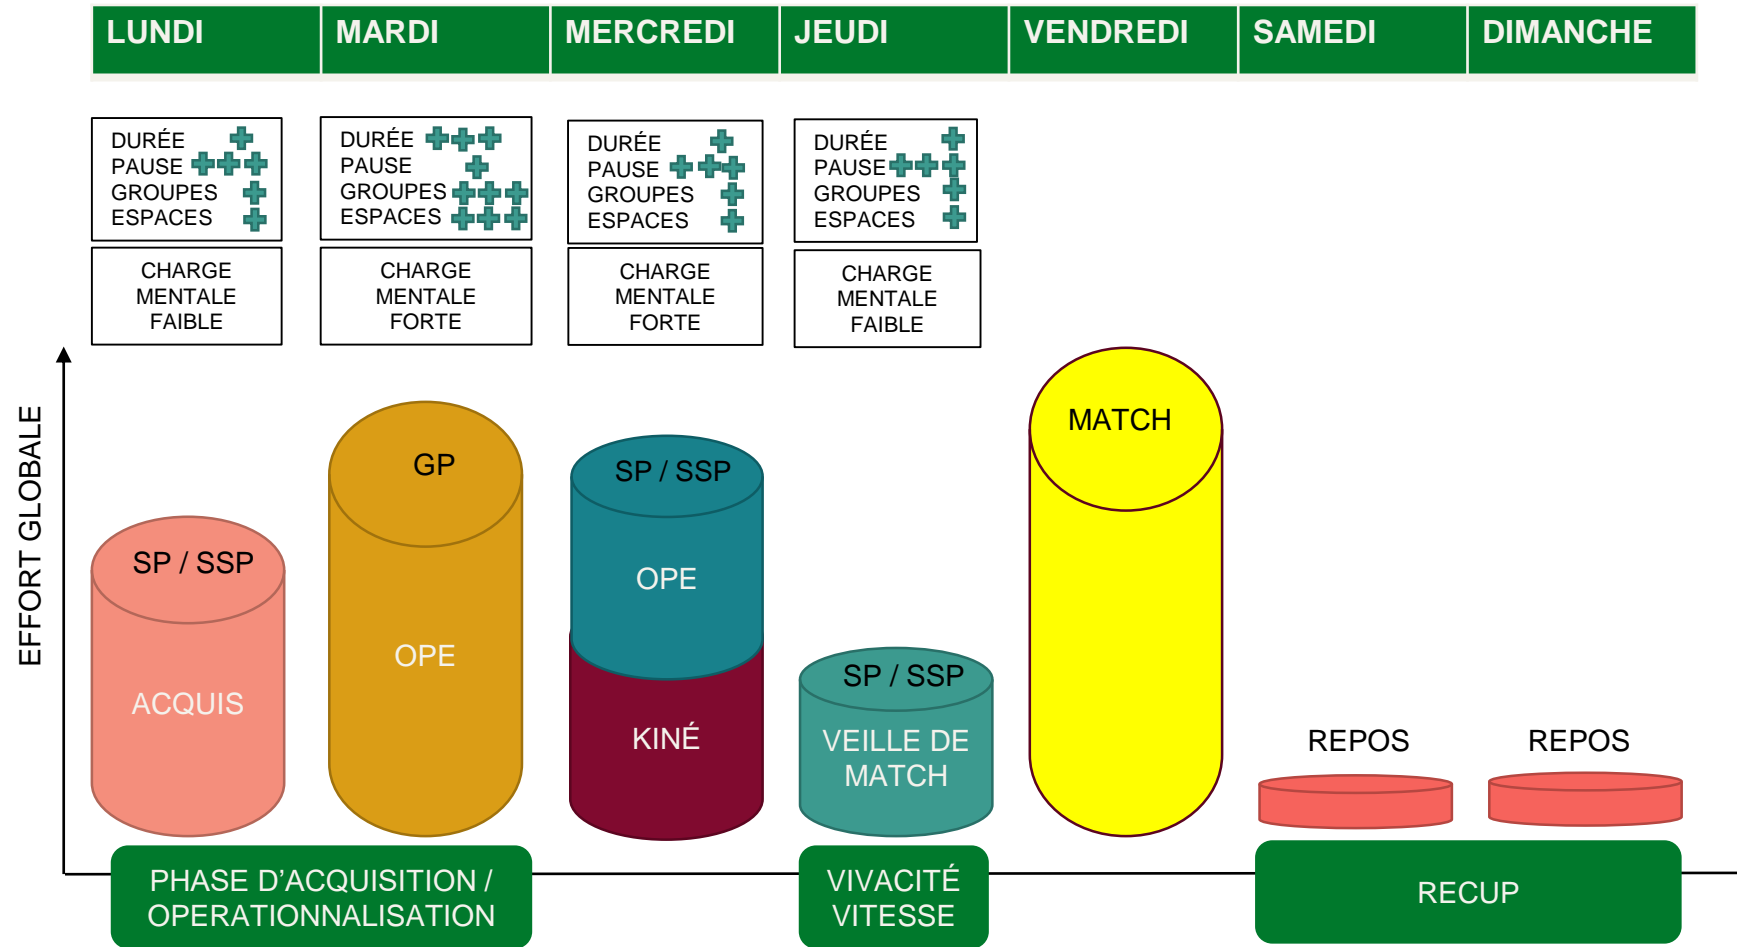 LUNDI MARDI MERCREDI JEUDI VENDREDI SAMEDI DIMANCHE
DURÉE
PAUSE
GROUPES
ESPACES
CHARGE
MENTALE
FAIBLE
DURÉE
PAUSE
GROUPES
ESPACES
CHARGE
MENTALE
FORTE
DURÉE
PAUSE
GROUPES
ESPACES
CHARGE
MENTALE
FORTE
DURÉE
PAUSE
GROUPES
ESPACES
CHARGE
MENTALE
FAIBLE
EFFORT GLOBALE
SP / SSP
ACQUIS
GP
OPE
SP / SSP
OPE
KINÉ
SP / SSP
VEILLE DE
MATCH
MATCH
REPOS
REPOS
PHASE D'ACQUISITION /
OPERATIONNALISATION
VIVACITÉ
VITESSE
RECUP